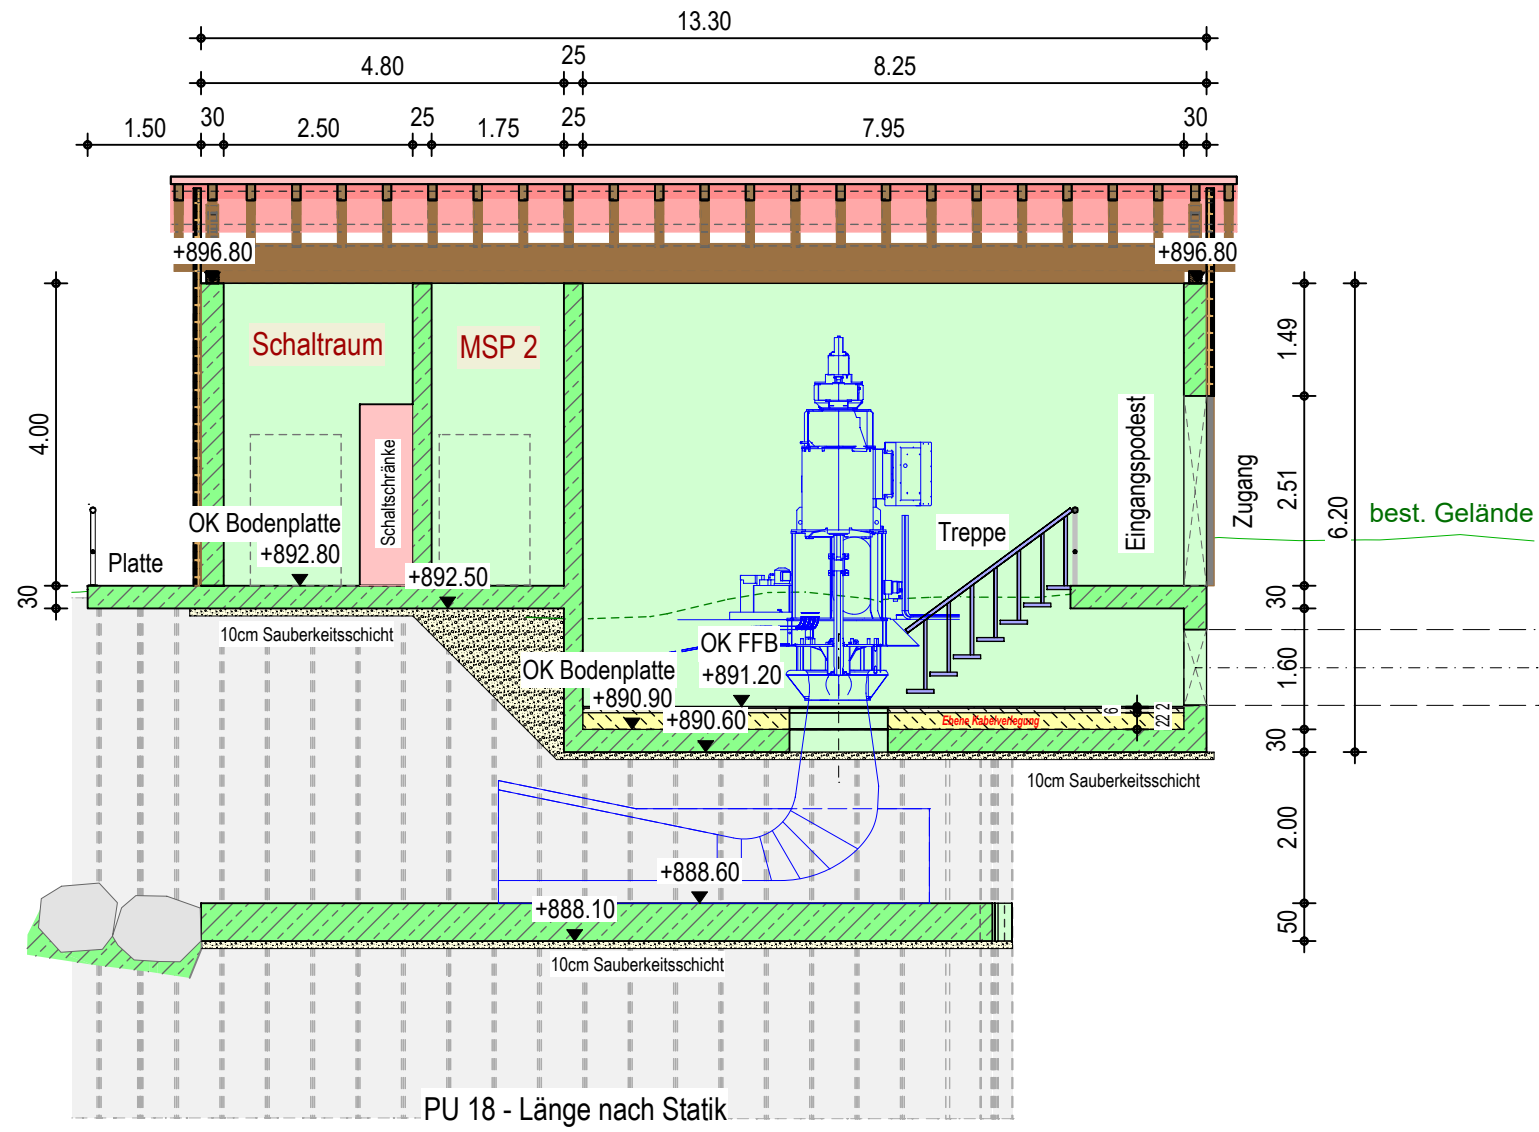 13.30
4.80
25
8.25
1.50
30
2.50
25
1.75
25
7.95
30
+896.80
+896.80
Schaltraum
MSP 2
1.49
4.00
Schaltschränke
Eingangspodest
Zugang
2.51
6.20
best. Gelände
OK Bodenplatte
+892.80
Treppe
Platte
+892.50
30
30
10cm Sauberkeitsschicht
OK FFB
+891.20
OK Bodenplatte
+890.90
1.60
+890.60
Ebene Kabelverlegung
6
22 2
30
10cm Sauberkeitsschicht
2.00
+888.60
+888.10
50
10cm Sauberkeitsschicht
PU 18 - Länge nach Statik